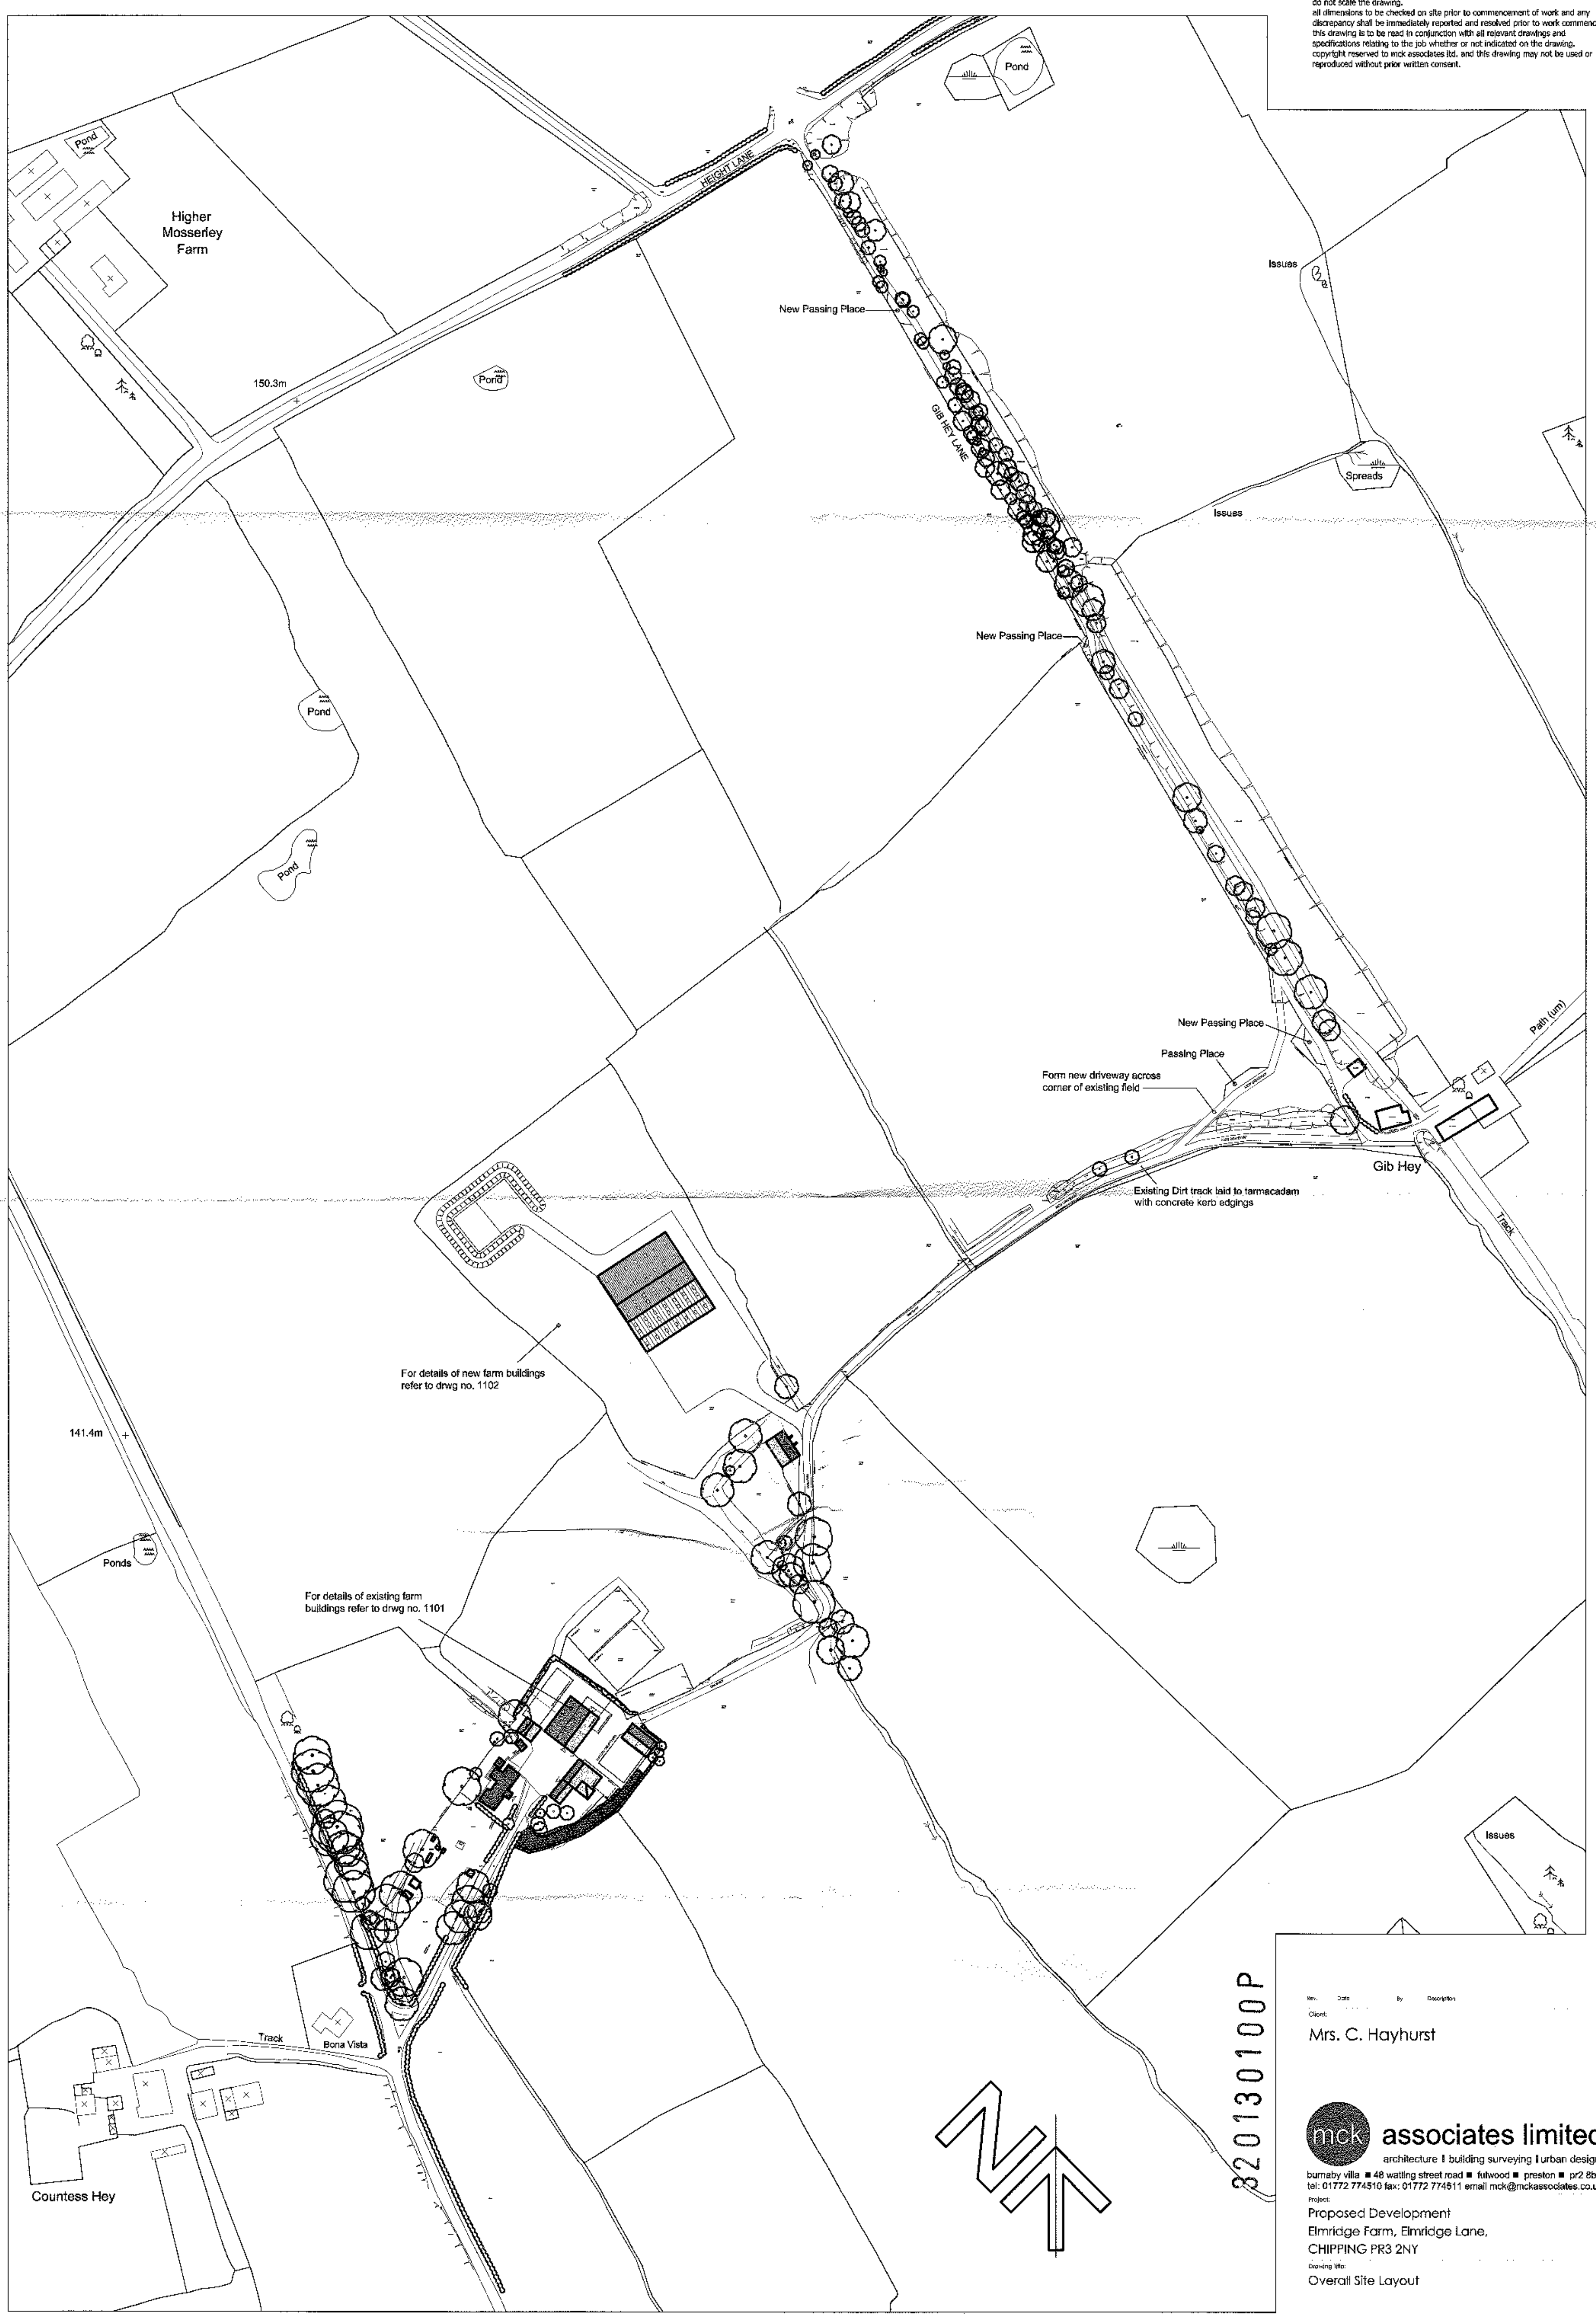 do not scale the drawing.
all dimensions to be checked on site prior to commencement of work and any
discrepancy shall be immediately reported and resolved prior to work commenc
this drawing is to be read in conjunction with all relevant drawings and
specifications relating to the job whether or not indicated on the drawing.
copyright reserved to mck associates ltd. and this drawing may not be used or
reproduced without prior written consent.
Pond
Pond
HEIGHT LANE
Higher
Mosserley
Farm
Issues
New Passing Place
150.3m
Pond
GIB HEY LANE
Spreads
Issues
New Passing Place
Pond
Pond
Path (um)
New Passing Place
Passing Place
Form new driveway across
corner of existing field
Gib Hey
Existing Dirt track laid to tarmacadam
with concrete kerb edgings
Track
For details of new farm buildings
refer to drwg no. 1102
141.4m
Ponds
For details of existing farm
buildings refer to drwg no. 1101
Issues
Track
Bona Vista
Countess Hey
N
320130100P
Rev. Date By Description
Client:
Mrs. C. Hayhurst
mck associates limited
architecture building surveying urban desig
burnaby villa ■ 48 watling street road ■ fulwood ■ preston ■ pr2 8b
tel: 01772 774510 fax: 01772 774511 email mck@mckassociates.co.u
Project:
Proposed Development
Elmridge Farm, Elmridge Lane,
CHIPPING PR3 2NY
Drawing title:
Overall Site Layout